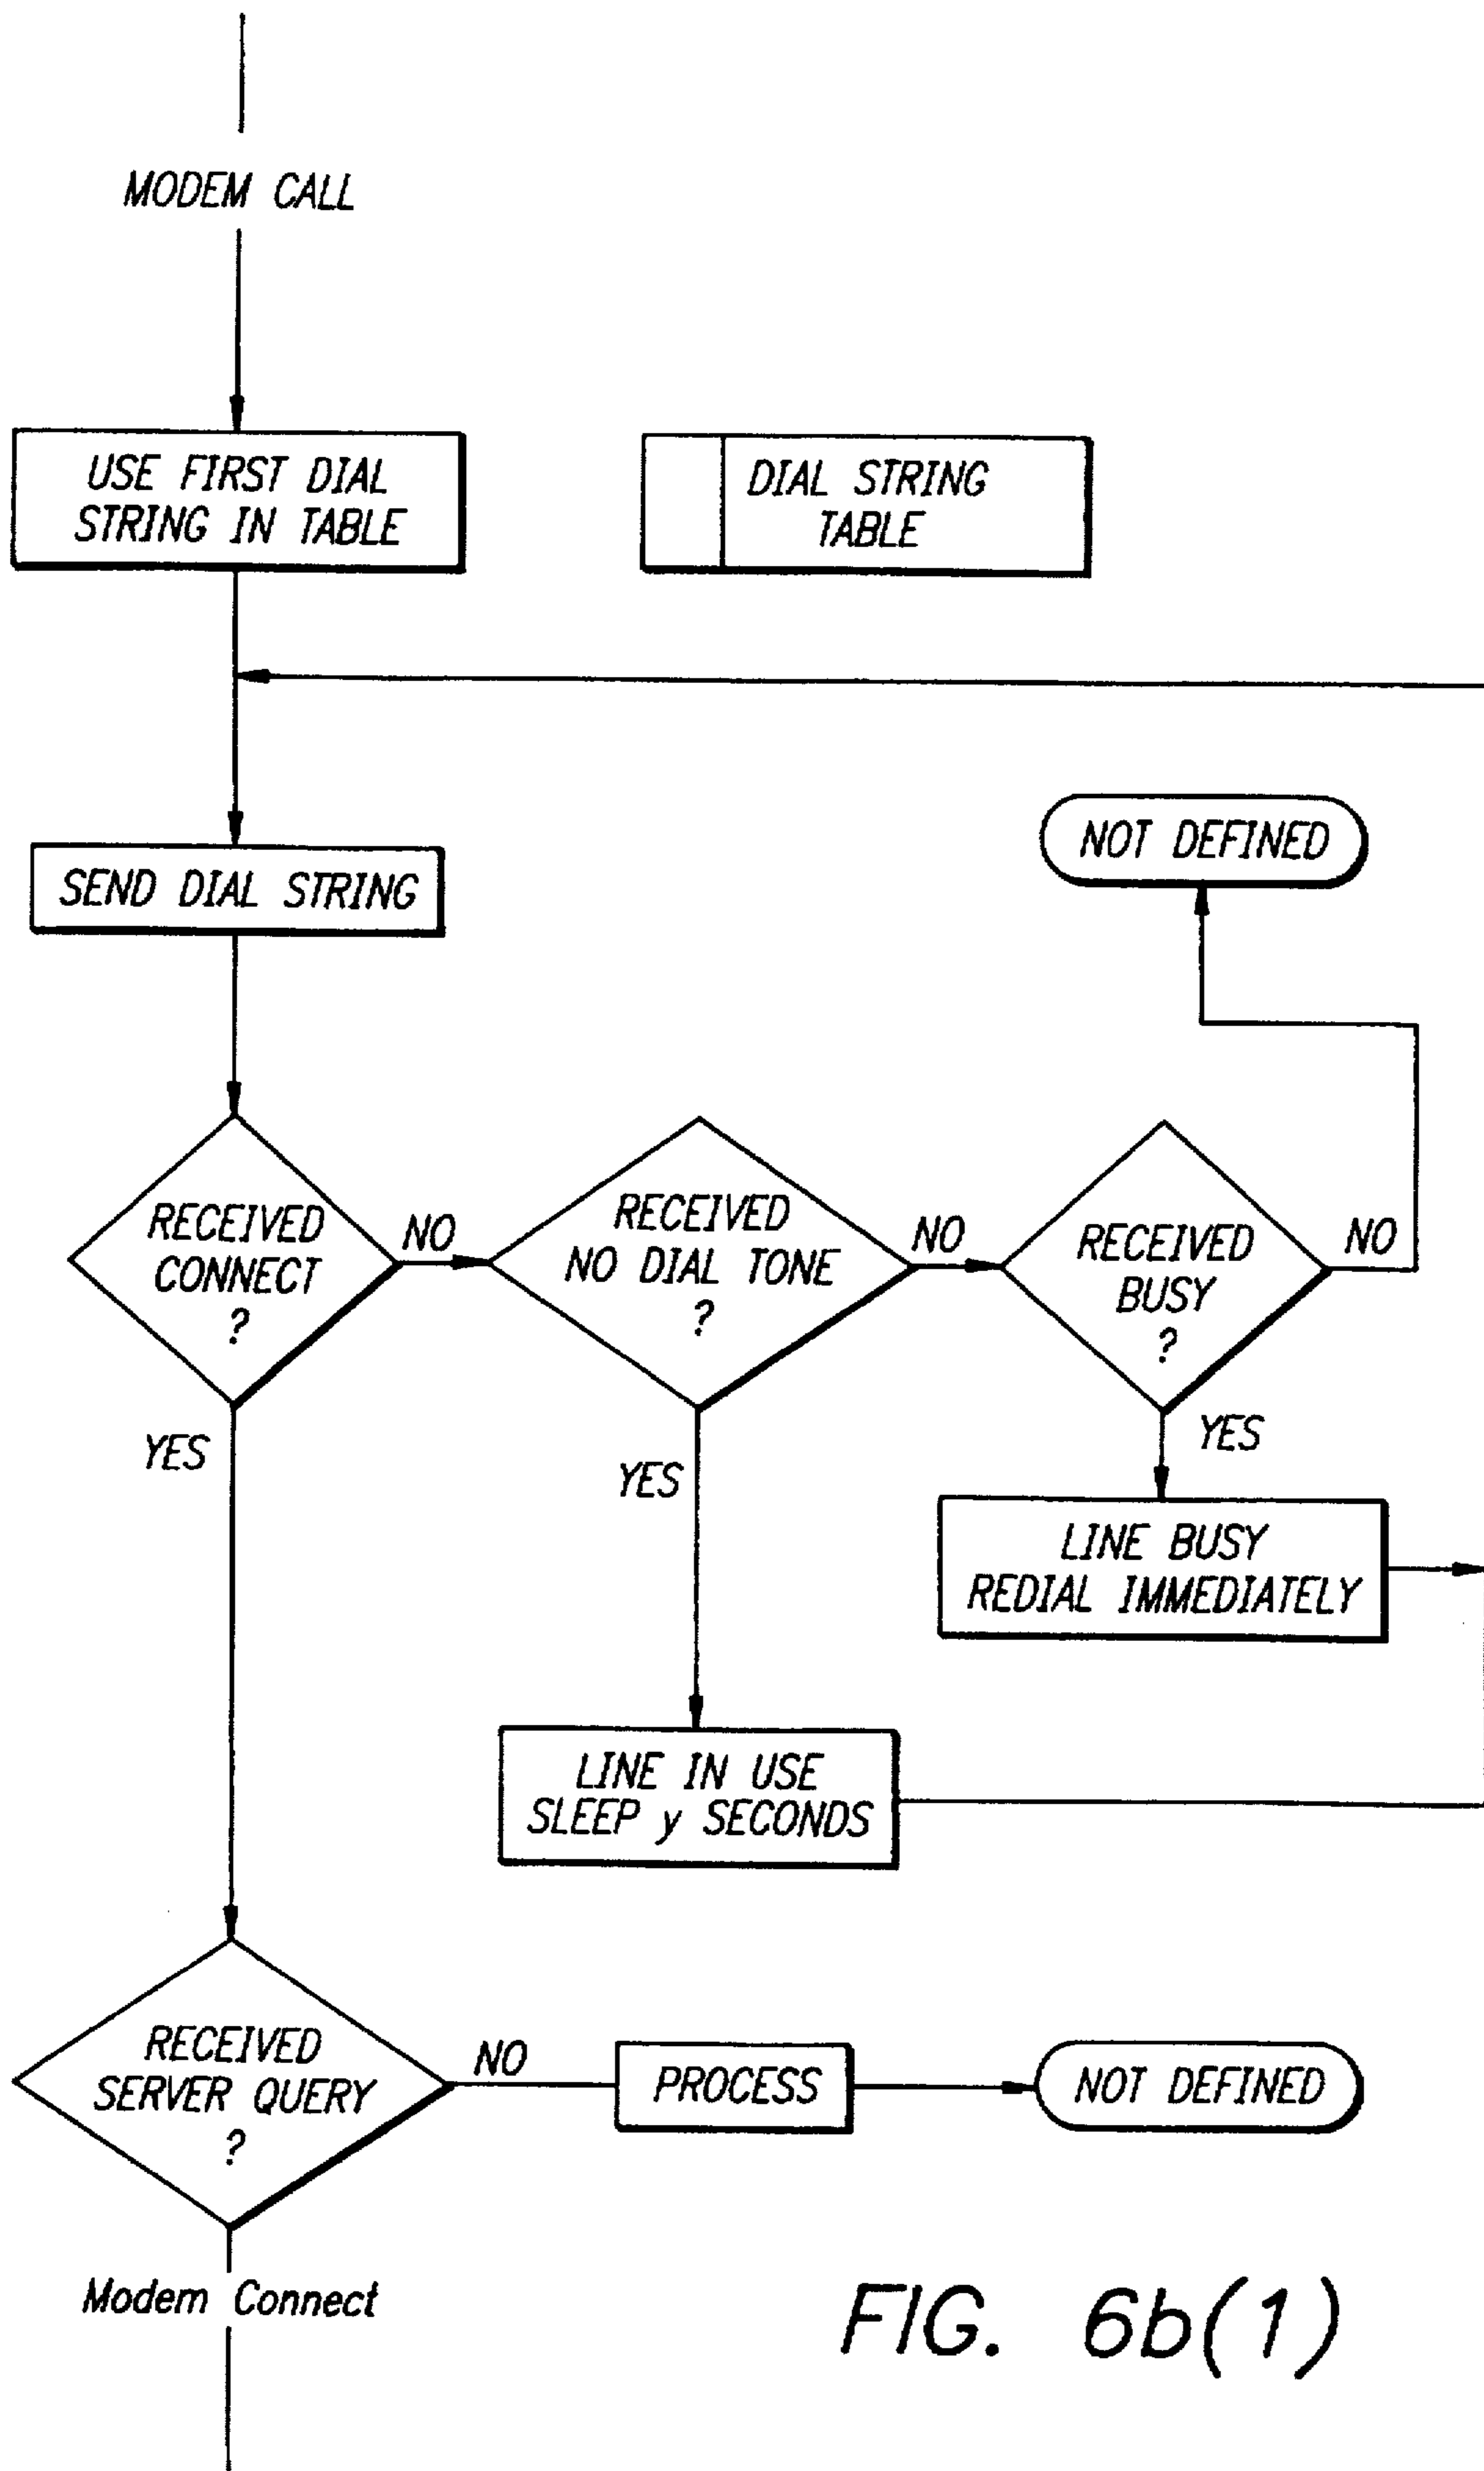 MODEM CALL
USE FIRST DIAL
STRING IN TABLE
DIAL STRING
TABLE
NOT DEFINED
SEND DIAL STRING
RECEIVED
CONNECT
?
NO
RECEIVED
NO DIAL TONE
?
NO
RECEIVED
BUSY
?
NO
YES
YES
YES
LINE BUSY
REDIAL IMMEDIATELY
LINE IN USE
SLEEP y SECONDS
RECEIVED
SERVER QUERY
?
NO
PROCESS
NOT DEFINED
Modem Connect
FIG. 6b(1)